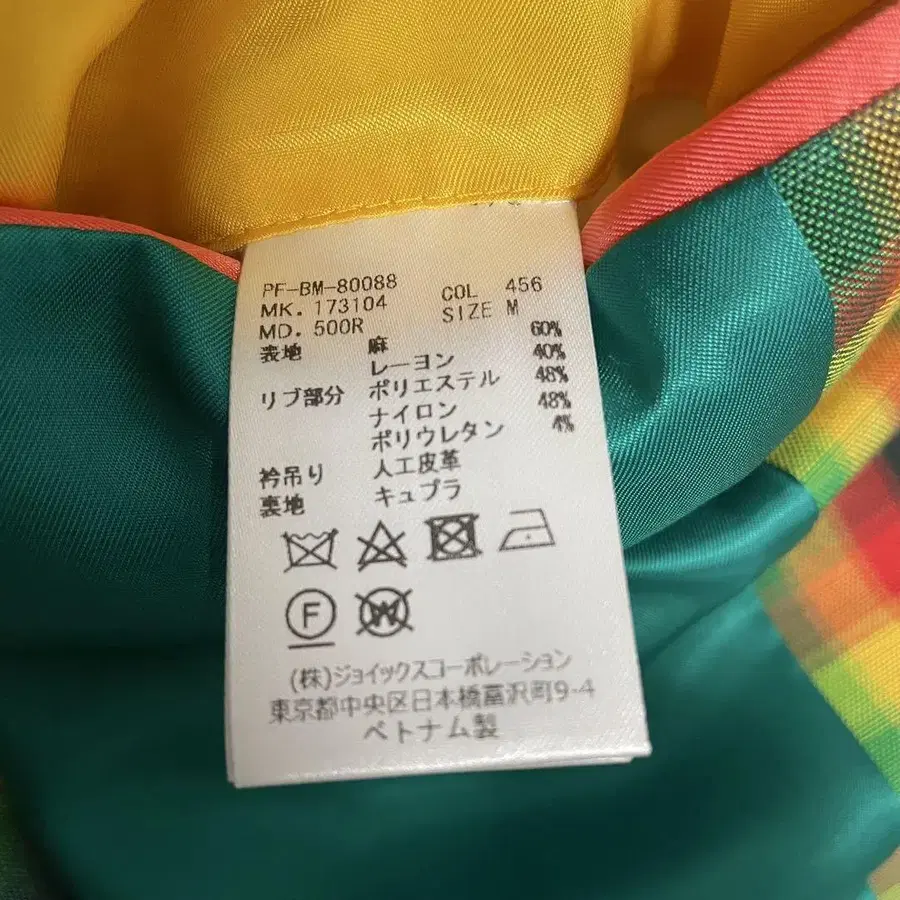 PF-BM-80088
MK. 173104 COL 456
MD. 500R SIZE M
表地 麻 60%
レーヨン 40%
リブ部分 ポリエステル 48%
ナイロン 48%
ポリウレタン 4%
衿吊り 人工皮革
裏地 キュプラ
F W
(株)ジョイックスコーポレーション
東京都中央区日本橋富沢町9-4
ベトナム製